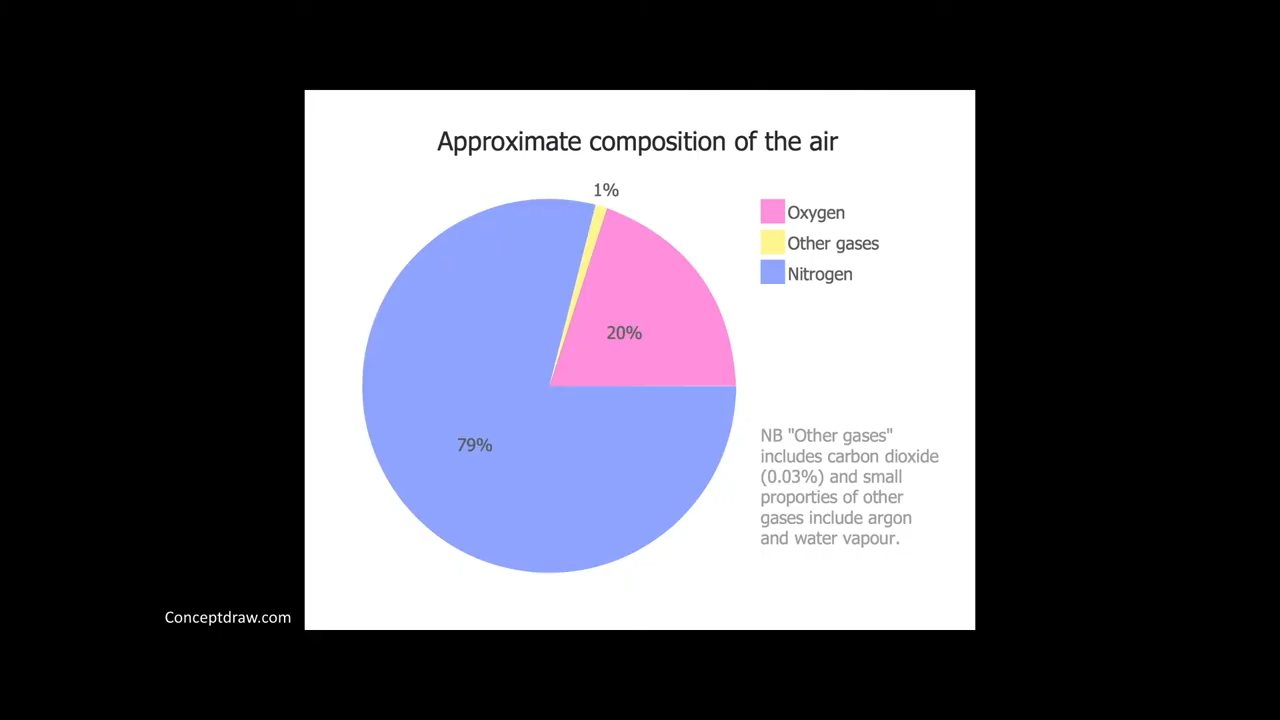 Approximate composition of the air
1%
Oxygen
Other gases
Nitrogen
20%
79%
NB "Other gases"
includes carbon dioxide
(0.03%) and small
proporties of other
gases include argon
and water vapour.
Conceptdraw.com